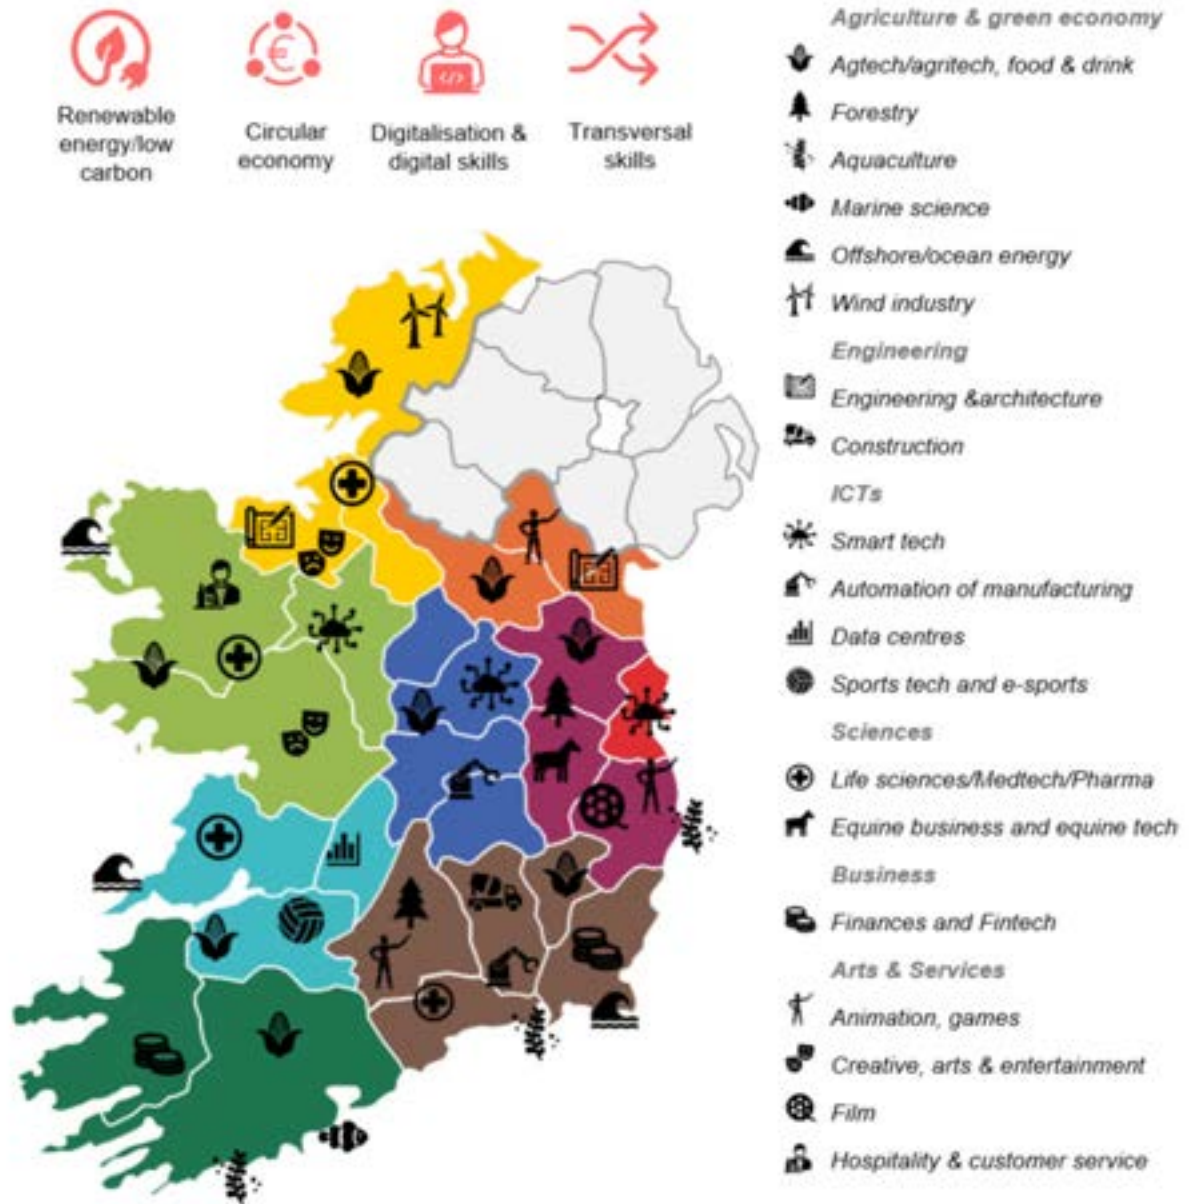 Renewable
energy/low
carbon
Circular
economy
Digitalisation &
digital skills
Transversal
skills
Agriculture & green economy
Agtech/agritech, food & drink
Forestry
Aquaculture
Marine science
Offshore/ocean energy
Wind industry
Engineering
Engineering &architecture
Construction
ICTs
Smart tech
Automation of manufacturing
Data centres
Sports tech and e-sports
Sciences
Life sciences/Medtech/Pharma
Equine business and equine tech
Business
Finances and Fintech
Arts & Services
Animation, games
Creative, arts & entertainment
Film
Hospitality & customer service